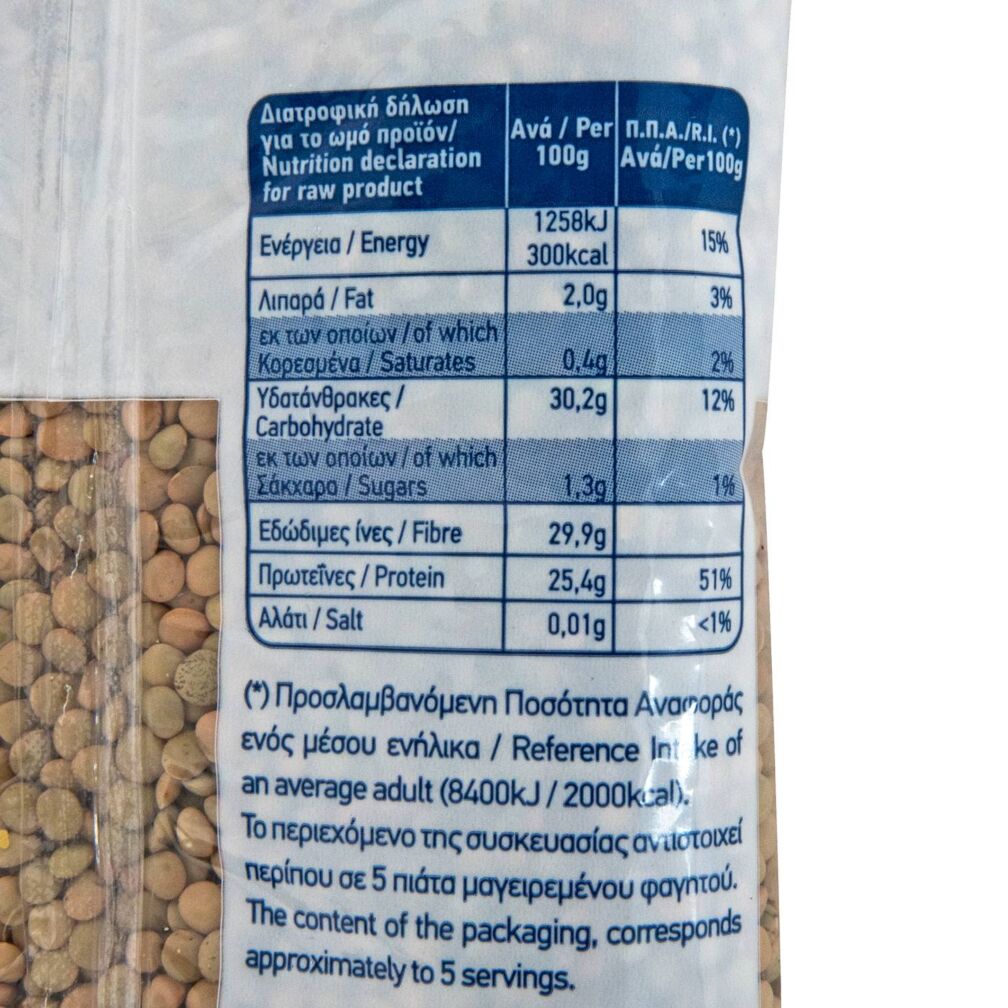 Διατροφική δήλωση
για το ωμό προϊόν/
Nutrition declaration
for raw product
Ανά / Per
100g
Π.Π.Α./R.I. (*)
Ανά/Per100g
Ενέργεια / Energy
1258kJ
300kcal
15%
Λιπαρά / Fat
2,0g
3%
εκ των οποίων / of which
Κορεσμένα / Saturates
0,4g
2%
Υδατάνθρακες /
Carbohydrate
30,2g
12%
εκ των οποίων / of which
Σάκχαρα / Sugars
1,3g
1%
Εδώδιμες ίνες / Fibre
29,9g
Πρωτεΐνες / Protein
25,4g
51%
Αλάτι / Salt
0,01g
<1%
(*) Προσλαμβανόμενη Ποσότητα Αναφοράς
ενός μέσου ενήλικα / Reference Intake of
an average adult (8400kJ / 2000kcal).
Το περιεχόμενο της συσκευασίας αντιστοιχεί
περίπου σε 5 πιάτα μαγειρεμένου φαγητού.
The content of the packaging, corresponds
approximately to 5 servings.